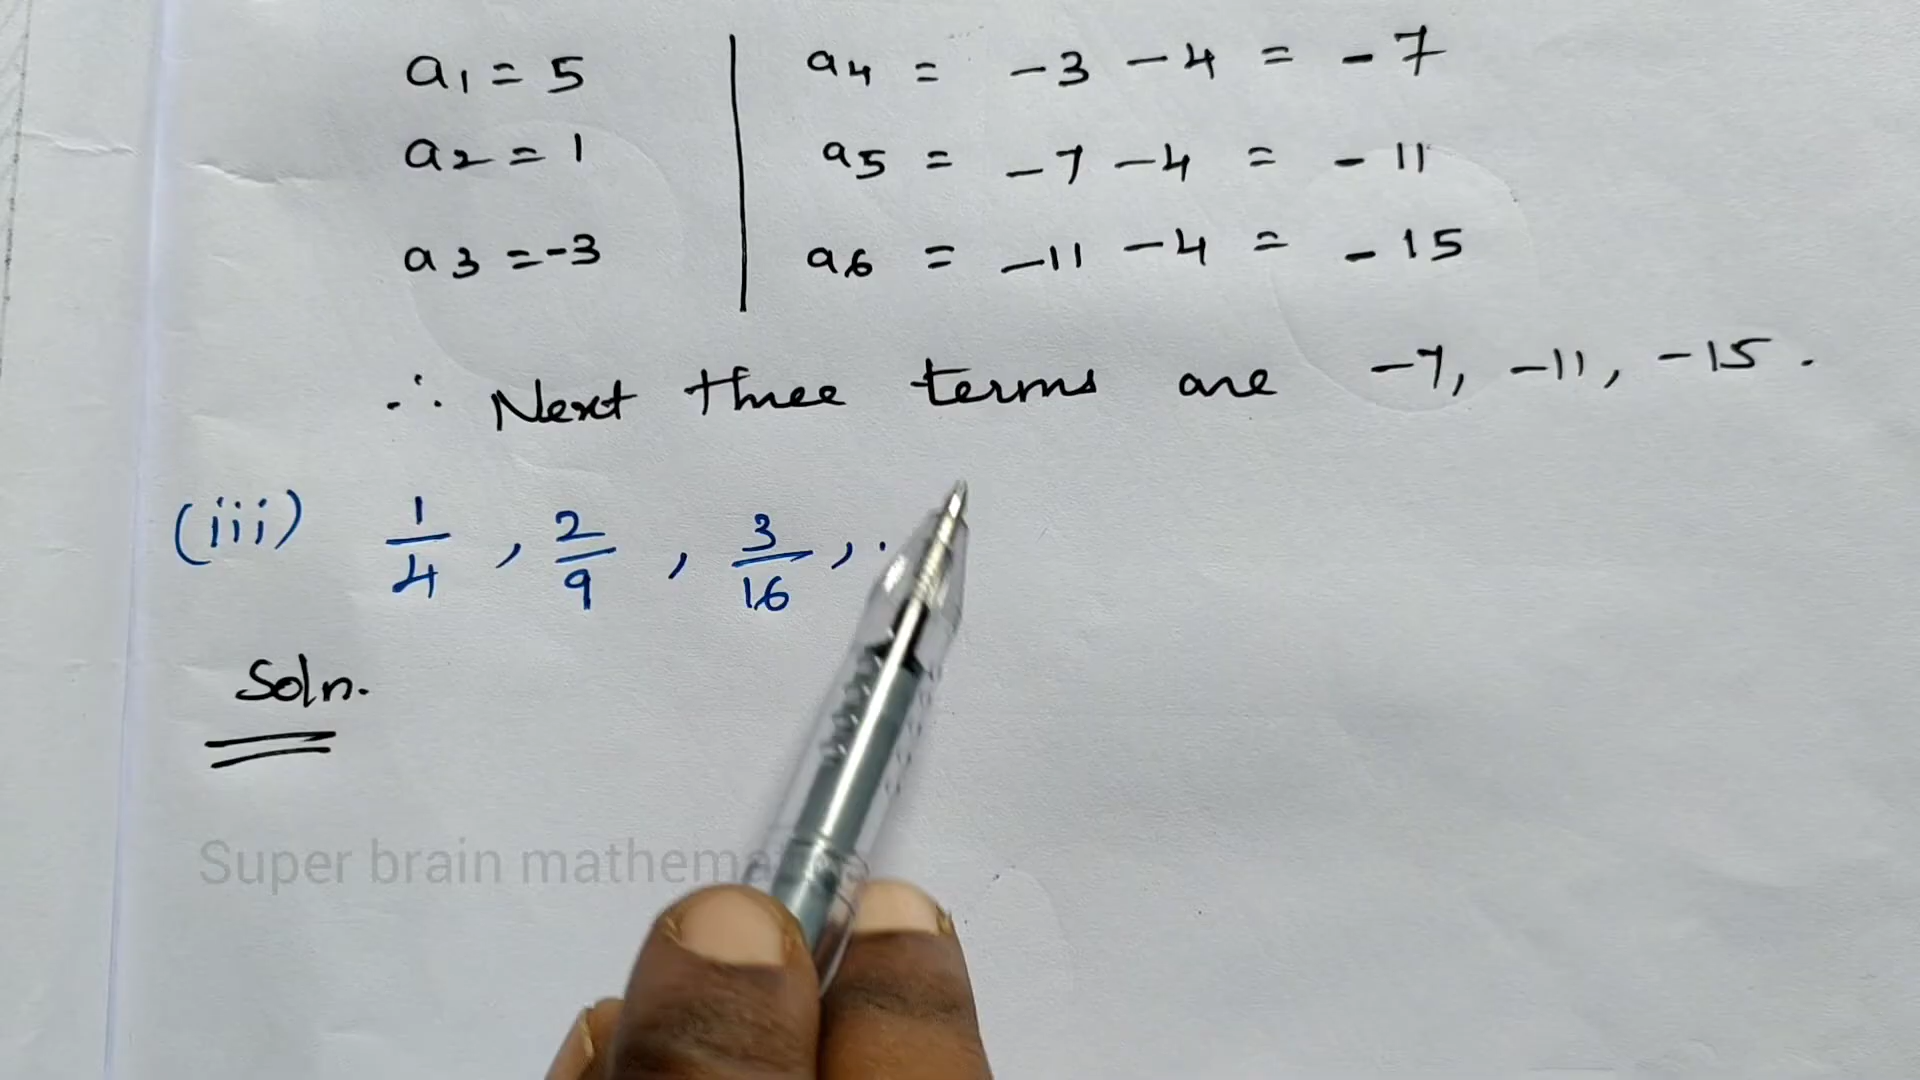 a1 = 5
a2 = 1
a3 = -3
a4 = -3 -4 = -7
a5 = -7 -4 = -11
a6 = -11 -4 = -15
∴ Next three terms are -7, -11, -15.
(iii) 1/4, 2/9, 3/16, .
Soln.
Super brain mathema